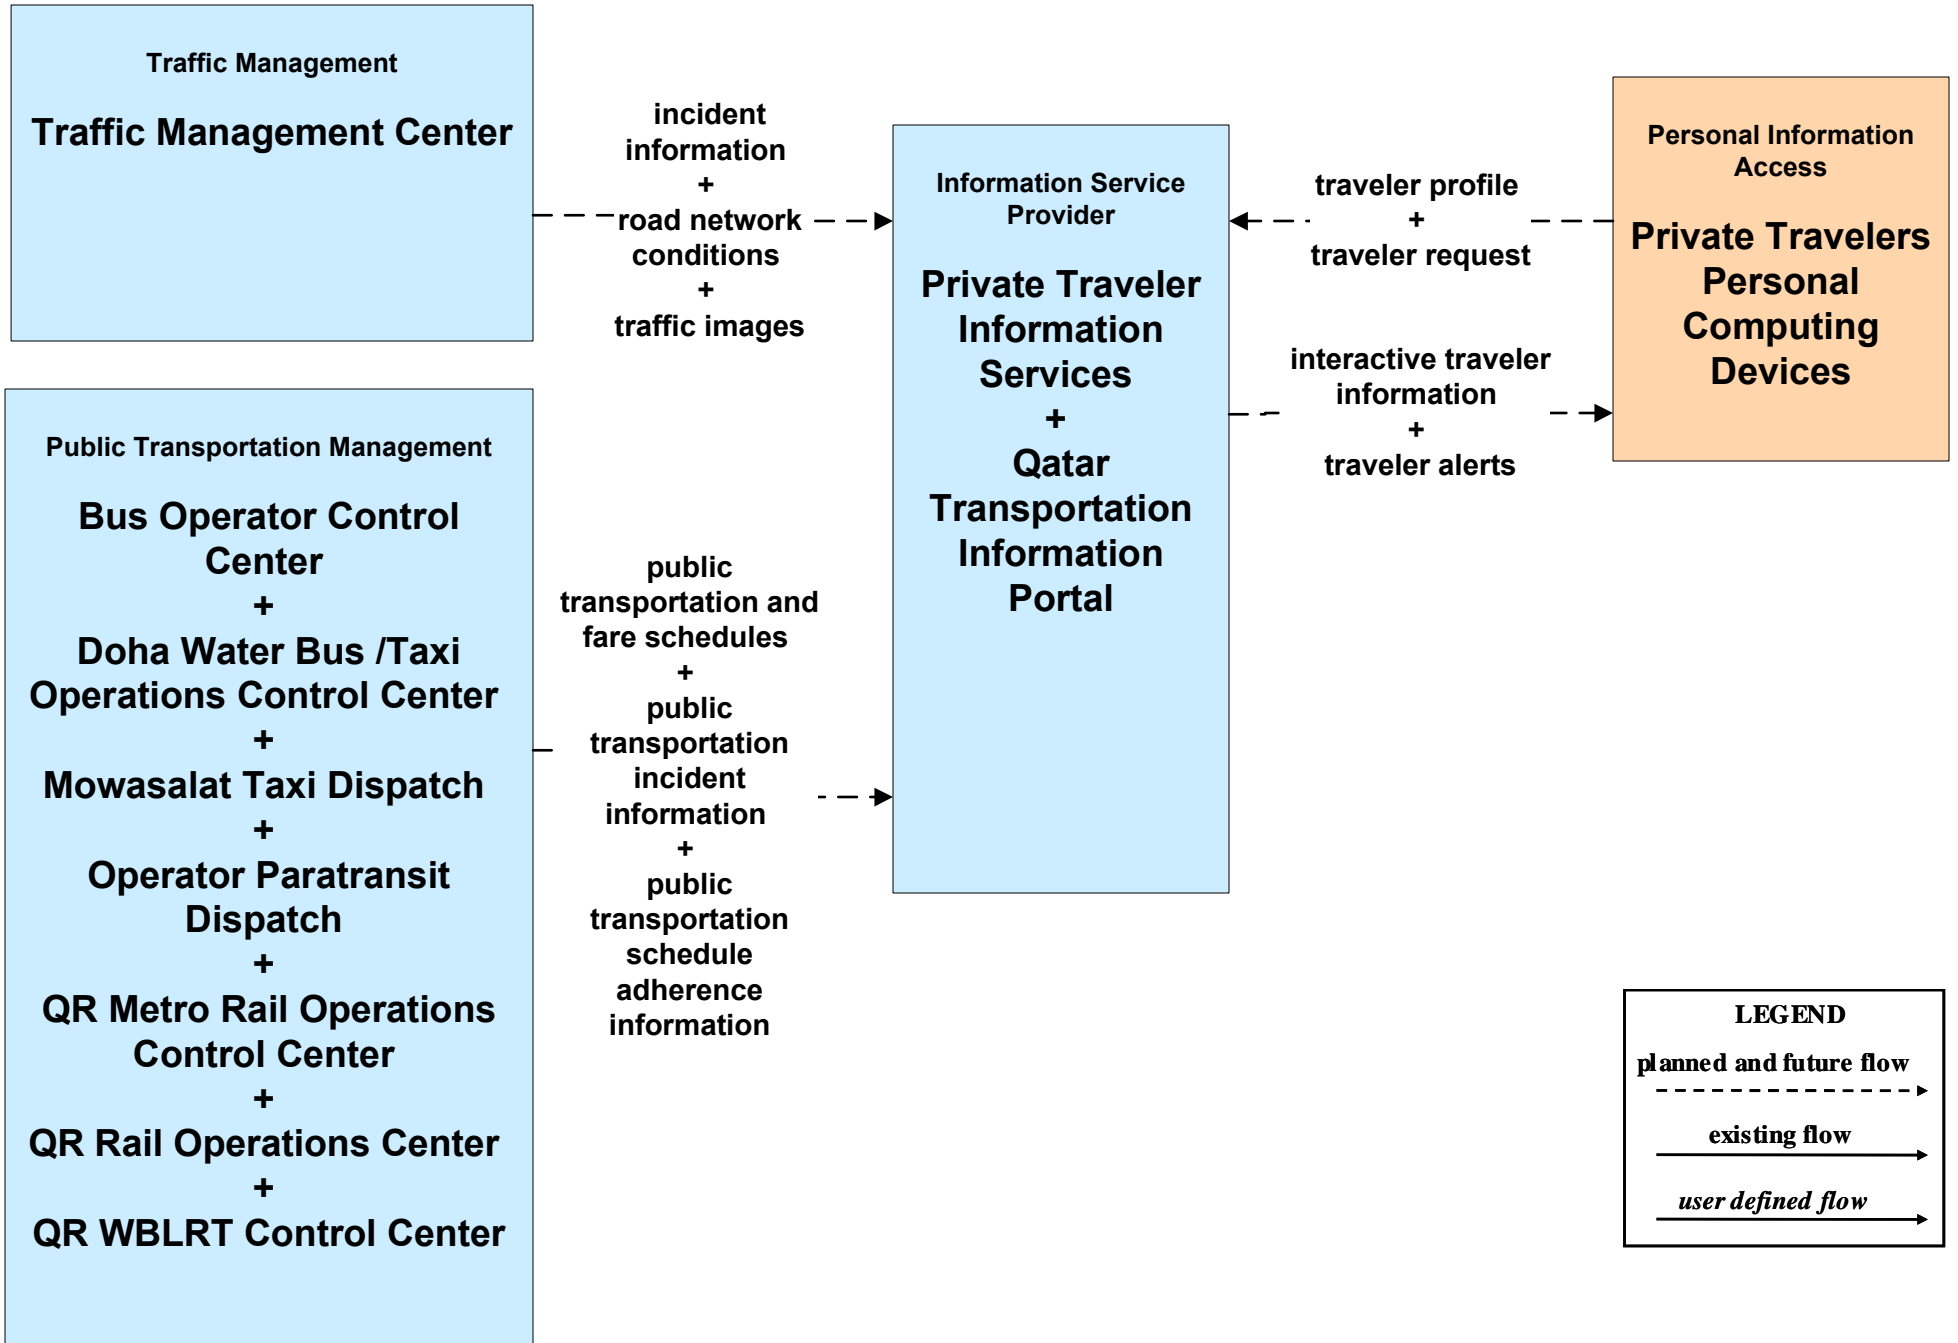 Traffic Management
Traffic Management Center
incident
information
+
road network
conditions
+
traffic images
Public Transportation Management
Bus Operator Control
Center
+
Doha Water Bus /Taxi
Operations Control Center
+
Mowasalat Taxi Dispatch
+
Operator Paratransit
Dispatch
+
QR Metro Rail Operations
Control Center
+
QR Rail Operations Center
+
QR WBLRT Control Center
public
transportation and
fare schedules
+
public
transportation
incident
information
+
public
transportation
schedule
adherence
information
Information Service
Provider
Private Traveler
Information
Services
+
Qatar
Transportation
Information
Portal
traveler profile
+
traveler request
interactive traveler
information
+
traveler alerts
Personal Information
Access
Private Travelers
Personal
Computing
Devices
LEGEND
planned and future flow
existing flow
user defined flow